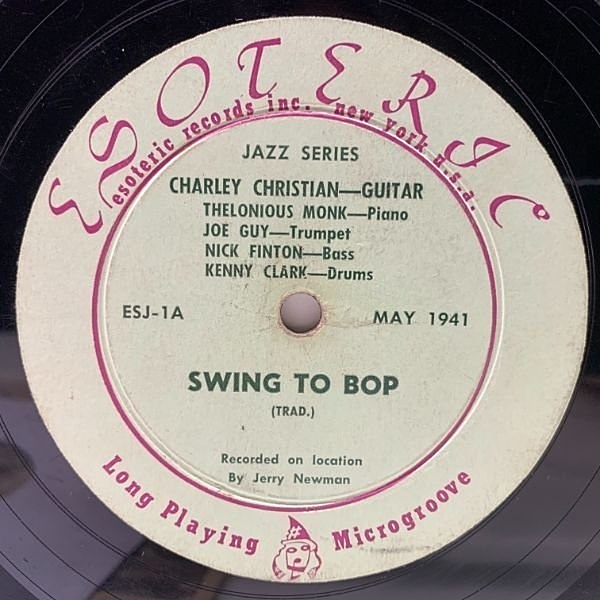 ESOTERIC
esoteric records inc. new york u.s.a.
JAZZ SERIES
CHARLEY CHRISTIAN—GUITAR
THELONIOUS MONK—Piano
JOE GUY—Trumpet
NICK FINTON—Bass
KENNY CLARK—Drums
ESJ-1A
MAY 1941
SWING TO BOP
(TRAD.)
Recorded on location
By Jerry Newman
Long Playing Microgroove